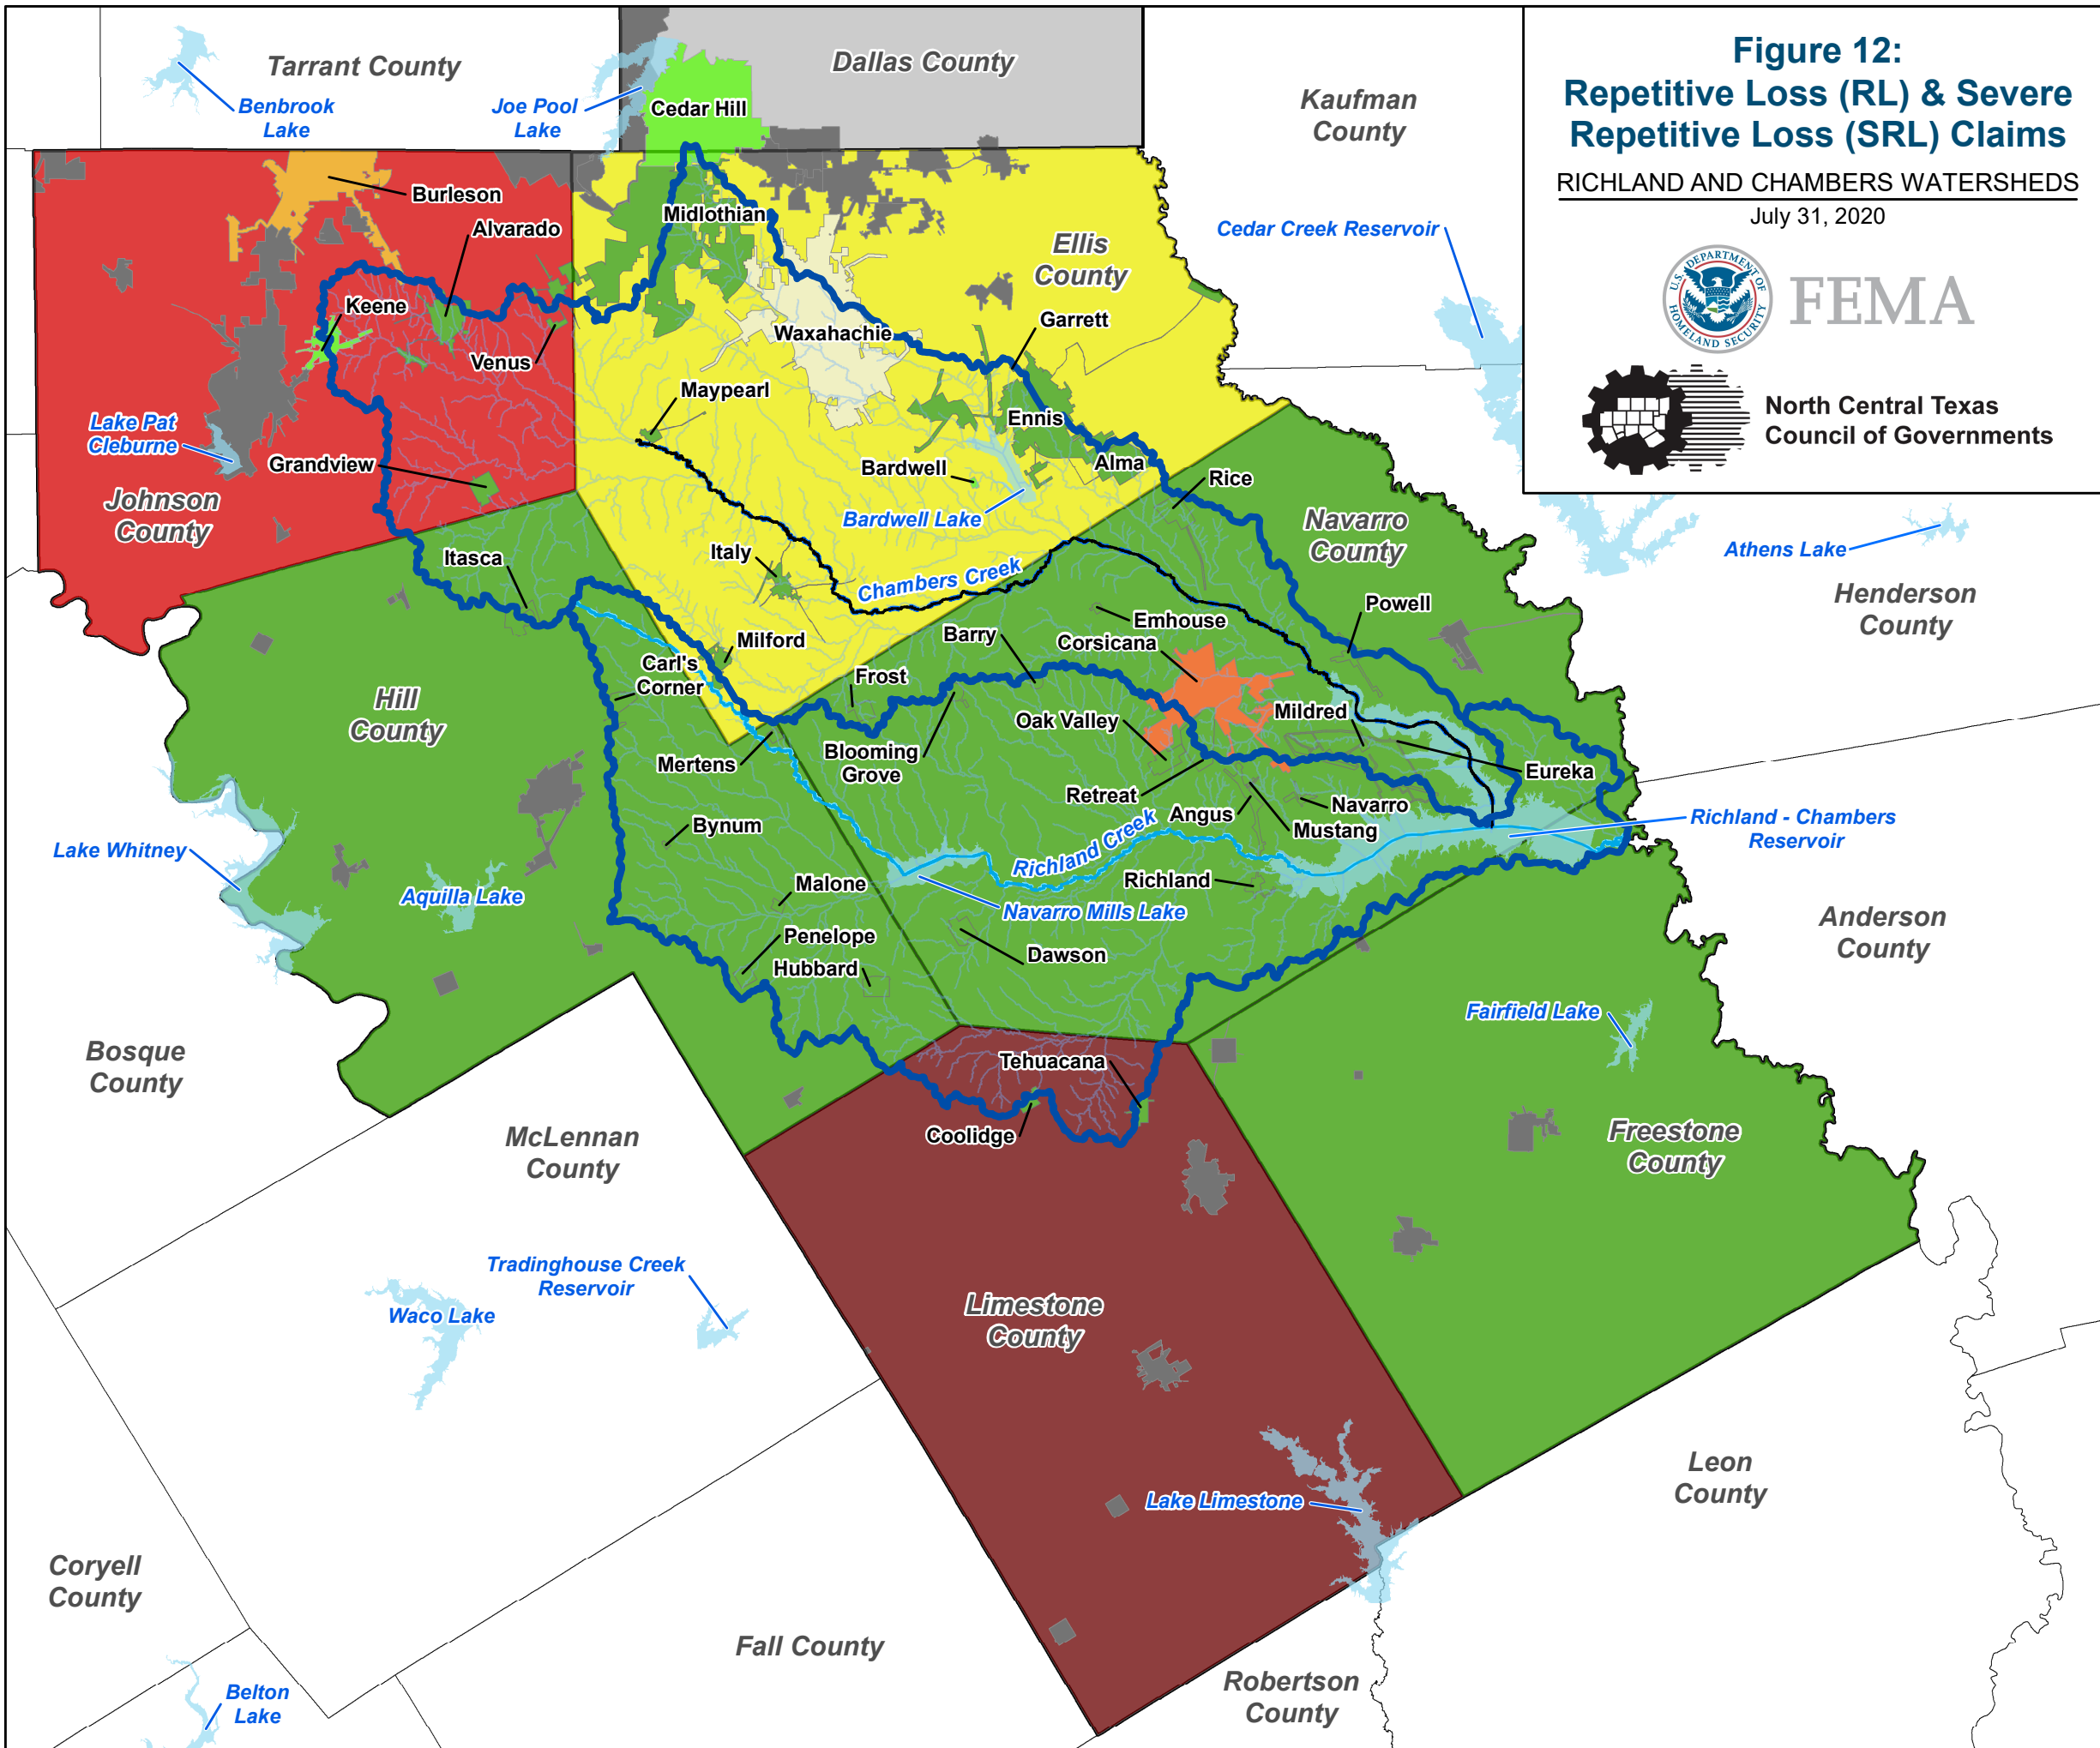 Figure 12:
Repetitive Loss (RL) & Severe
Repetitive Loss (SRL) Claims
RICHLAND AND CHAMBERS WATERSHEDS
July 31, 2020
U.S. DEPARTMENT OF
HOMELAND SECURITY
FEMA
North Central Texas
Council of Governments
Tarrant County
Dallas County
Kaufman
County
Benbrook
Lake
Joe Pool
Lake
Cedar Hill
Burleson
Alvarado
Midlothian
Ellis
County
Cedar Creek Reservoir
Keene
Venus
Waxahachie
Garrett
Maypearl
Lake Pat
Cleburne
Grandview
Ennis
Bardwell
Alma
Rice
Johnson
County
Bardwell Lake
Navarro
County
Athens Lake
Itasca
Italy
Chambers Creek
Henderson
County
Powell
Emhouse
Barry
Corsicana
Milford
Carl's
Corner
Frost
Hill
County
Oak Valley
Mildred
Blooming
Grove
Mertens
Eureka
Retreat
Angus
Navarro
Mustang
Richland - Chambers
Reservoir
Bynum
Lake Whitney
Richland Creek
Aquilla Lake
Malone
Richland
Navarro Mills Lake
Anderson
County
Penelope
Hubbard
Dawson
Fairfield Lake
Bosque
County
Tehuacana
Coolidge
McLennan
County
Freestone
County
Tradinghouse Creek
Reservoir
Waco Lake
Limestone
County
Leon
County
Lake Limestone
Coryell
County
Fall County
Robertson
County
Belton
Lake